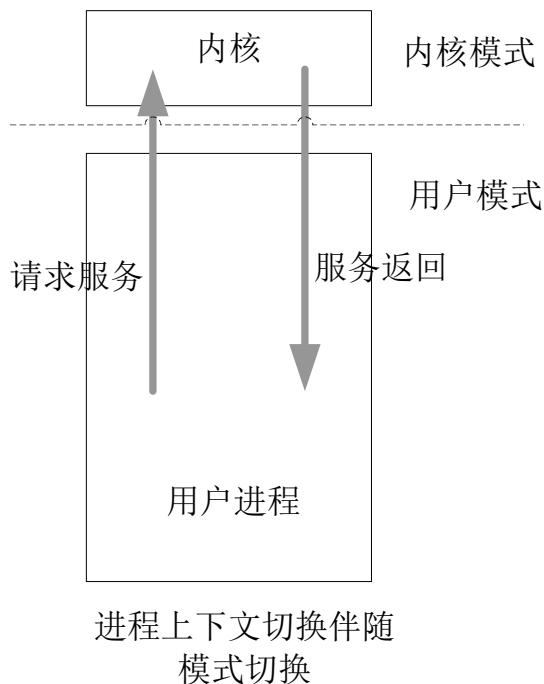 内核
内核模式
用户模式
请求服务
服务返回
用户进程
进程上下文切换伴随
模式切换